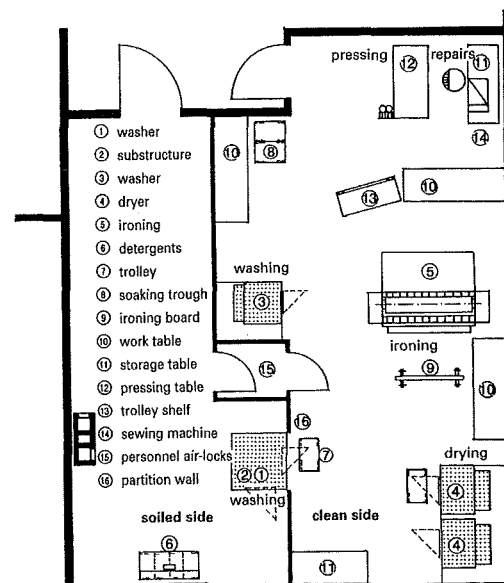 pressing
repairs
⑫
⑪
⑭
⑩
⑧
⑩
⑬
① washer
② substructure
③ washer
④ dryer
⑤ ironing
⑥ detergents
⑦ trolley
⑧ soaking trough
⑨ ironing board
⑩ work table
⑪ storage table
⑫ pressing table
⑬ trolley shelf
⑭ sewing machine
⑮ personnel air-locks
⑯ partition wall
washing
③
⑤
ironing
⑮
⑨
⑩
⑯
⑦
② ①
washing
drying
④
④
soiled side
clean side
⑥
⑪